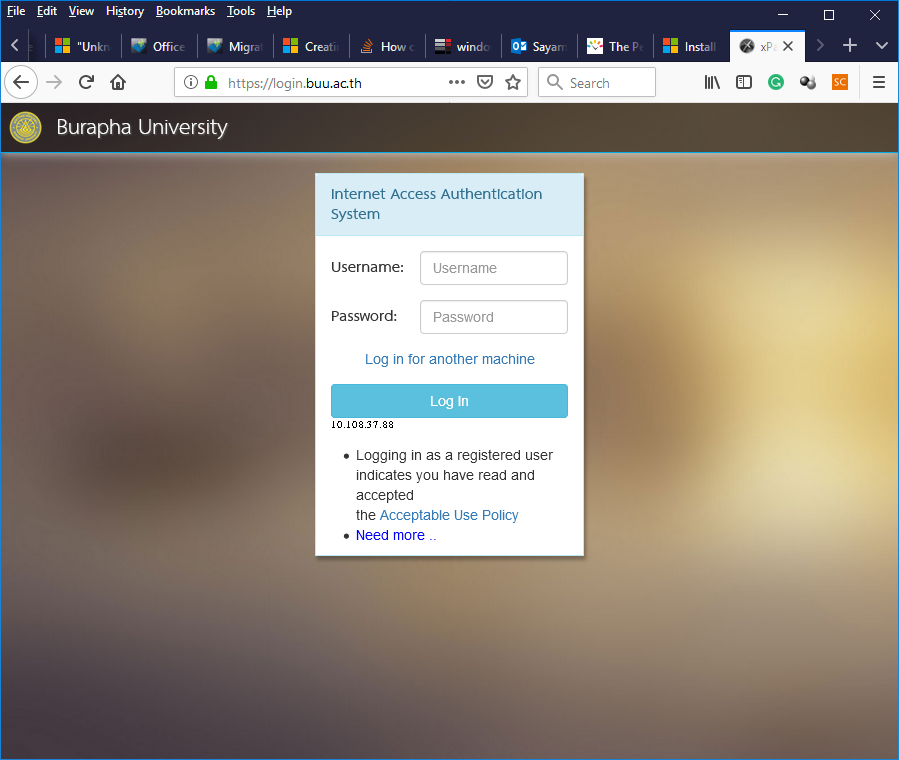 File Edit View History Bookmarks Tools Help
"Unkn Office Migrat Creatin How windo Sayam The Pe Install xPa
https://login.buu.ac.th Search SC
Burapha University
Internet Access Authentication
System
Username: Username
Password: Password
Log in for another machine
Log In
10.108.37.88
Logging in as a registered user
indicates you have read and
accepted
the Acceptable Use Policy
Need more ..